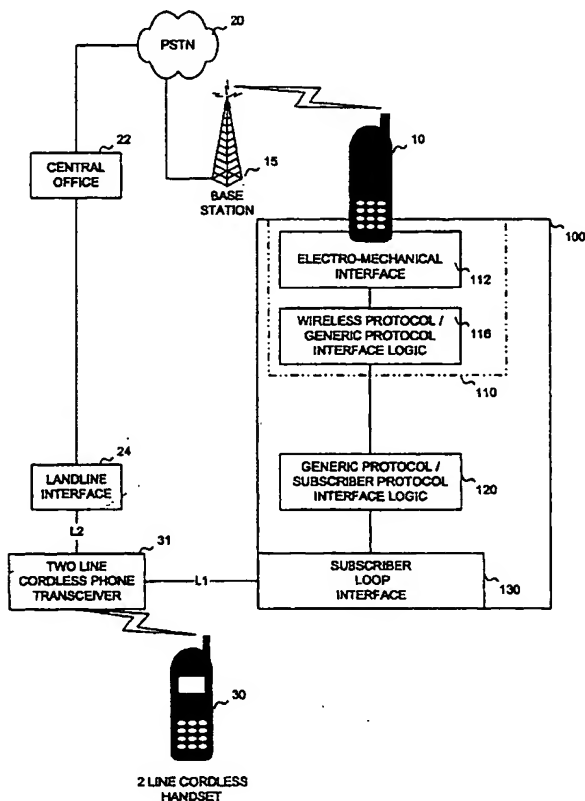 20
PSTN
22
CENTRAL
OFFICE
15
BASE
STATION
10
100
ELECTRO-MECHANICAL
INTERFACE
112
WIRELESS PROTOCOL /
GENERIC PROTOCOL
INTERFACE LOGIC
116
110
24
LANDLINE
INTERFACE
GENERIC PROTOCOL /
SUBSCRIBER PROTOCOL
INTERFACE LOGIC
120
L2
31
TWO LINE
CORDLESS PHONE
TRANSCEIVER
L1
SUBSCRIBER
LOOP
INTERFACE
130
30
2 LINE CORDLESS
HANDSET